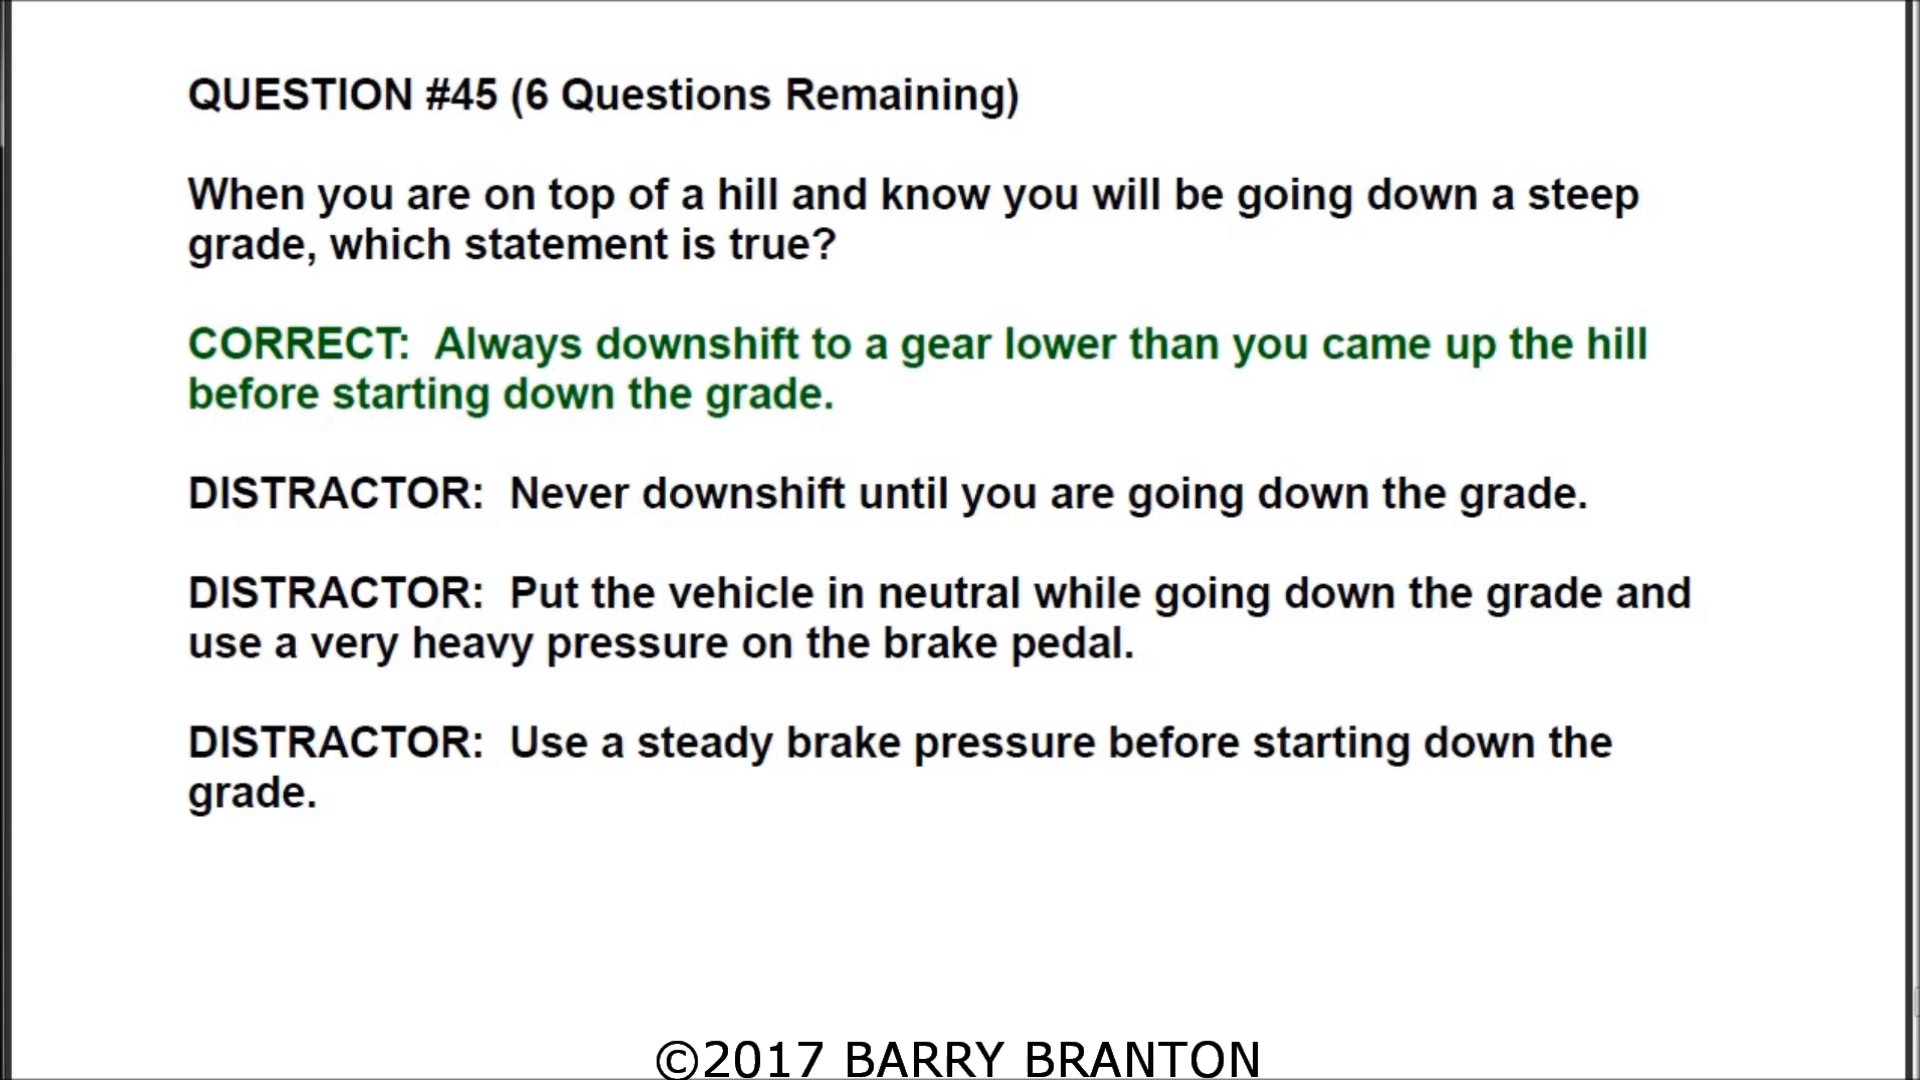 QUESTION #45 (6 Questions Remaining)
When you are on top of a hill and know you will be going down a steep
grade, which statement is true?
CORRECT:  Always downshift to a gear lower than you came up the hill
before starting down the grade.
DISTRACTOR:  Never downshift until you are going down the grade.
DISTRACTOR:  Put the vehicle in neutral while going down the grade and
use a very heavy pressure on the brake pedal.
DISTRACTOR:  Use a steady brake pressure before starting down the
grade.
©2017 BARRY BRANTON